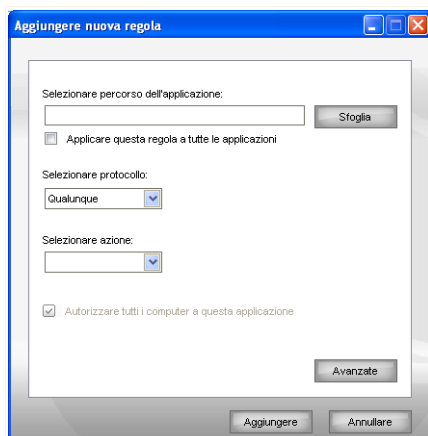 Aggiungere nuova regola
Selezionare percorso dell'applicazione:
Sfoglia
Applicare questa regola a tutte le applicazioni
Selezionare protocollo:
Qualunque
Selezionare azione:
Autorizzare tutti i computer a questa applicazione
Avanzate
Aggiungere Annullare